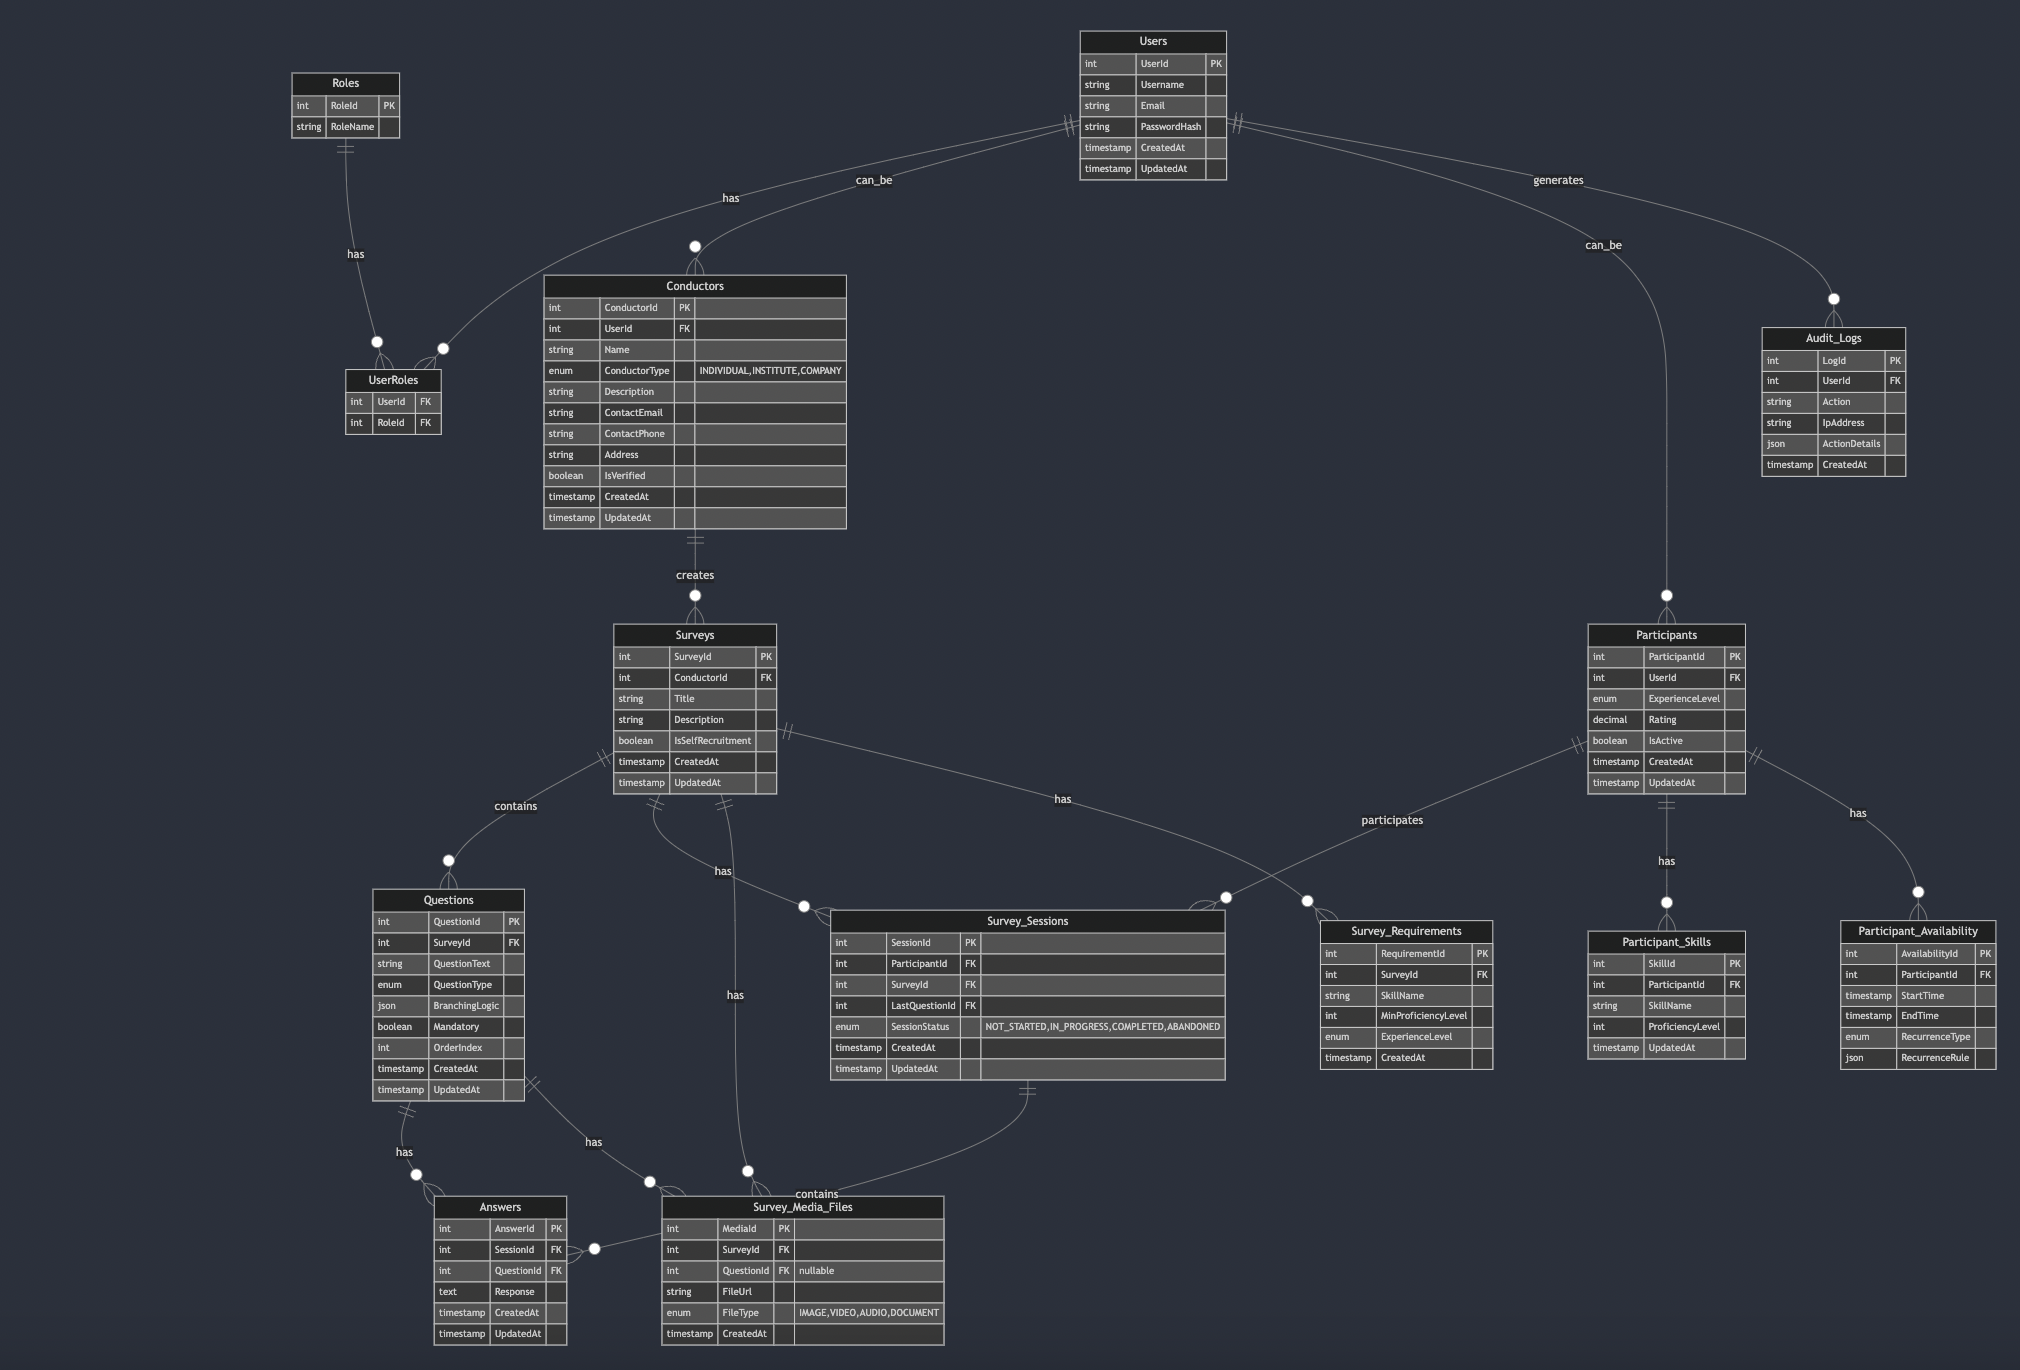 Users
int UserId PK
string Username
string Email
string PasswordHash
timestamp CreatedAt
timestamp UpdatedAt
Roles
int RoleId PK
string RoleName
has
can_be
has
can_be
generates
Conductors
int ConductorId PK
int UserId FK
string Name
enum ConductorType INDIVIDUAL,INSTITUTE,COMPANY
string Description
string ContactEmail
string ContactPhone
string Address
boolean IsVerified
timestamp CreatedAt
timestamp UpdatedAt
UserRoles
int UserId FK
int RoleId FK
Audit_Logs
int LogId PK
int UserId FK
string Action
string IpAddress
json ActionDetails
timestamp CreatedAt
creates
Surveys
int SurveyId PK
int ConductorId FK
string Title
string Description
boolean IsSelfRecruitment
timestamp CreatedAt
timestamp UpdatedAt
Participants
int ParticipantId PK
int UserId FK
enum ExperienceLevel
decimal Rating
boolean IsActive
timestamp CreatedAt
timestamp UpdatedAt
contains
has
has
has
participates
has
has
Questions
int QuestionId PK
int SurveyId FK
string QuestionText
enum QuestionType
json BranchingLogic
boolean Mandatory
int OrderIndex
timestamp CreatedAt
timestamp UpdatedAt
Survey_Sessions
int SessionId PK
int ParticipantId FK
int SurveyId FK
int LastQuestionId FK
enum SessionStatus NOT_STARTED,IN_PROGRESS,COMPLETED,ABANDONED
timestamp CreatedAt
timestamp UpdatedAt
Survey_Requirements
int RequirementId PK
int SurveyId FK
string SkillName
int MinProficiencyLevel
enum ExperienceLevel
timestamp CreatedAt
Participant_Skills
int SkillId PK
int ParticipantId FK
string SkillName
int ProficiencyLevel
timestamp UpdatedAt
Participant_Availability
int AvailabilityId PK
int ParticipantId FK
timestamp StartTime
timestamp EndTime
enum RecurrenceType
json RecurrenceRule
has
has
contains
Answers
int AnswerId PK
int SessionId FK
int QuestionId FK
text Response
timestamp CreatedAt
timestamp UpdatedAt
Survey_Media_Files
int MediaId PK
int SurveyId FK
int QuestionId FK nullable
string FileUrl
enum FileType IMAGE,VIDEO,AUDIO,DOCUMENT
timestamp CreatedAt